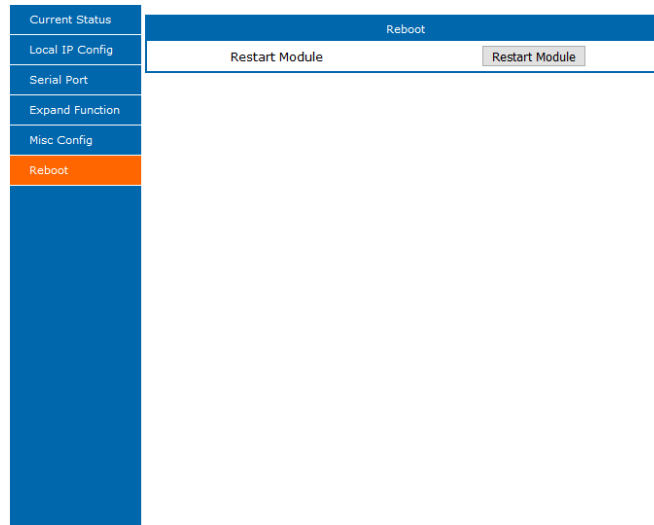 Current Status
Local IP Config
Serial Port
Expand Function
Misc Config
Reboot
Reboot
Restart Module Restart Module